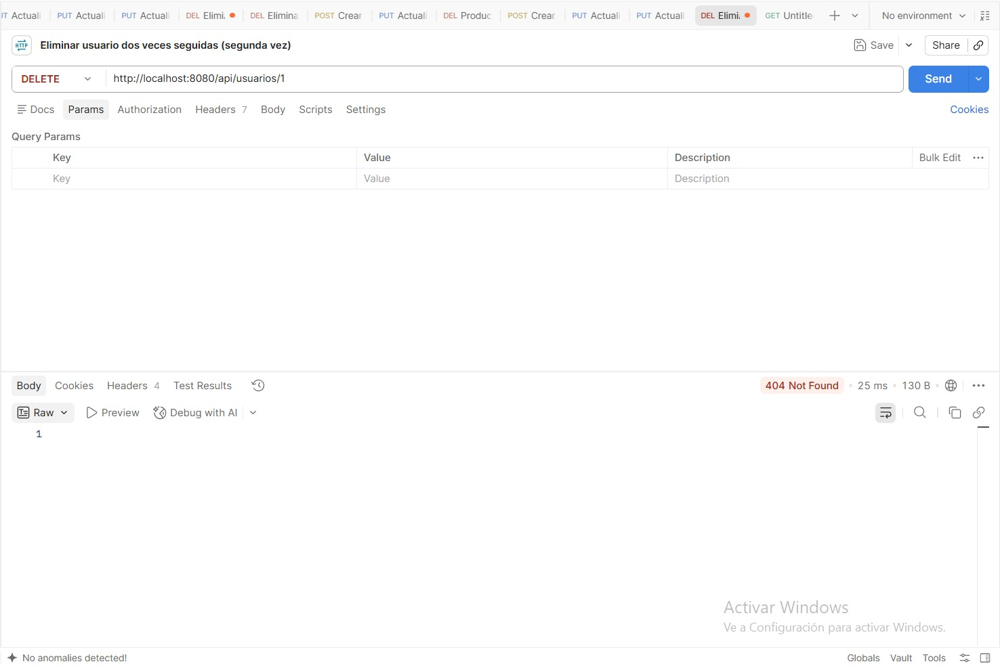 UT Actuali PUT Actuali PUT Actuali DEL Elimi. DEL Elimina POST Crear PUT Actuali DEL Produc POST Crear PUT Actuali PUT Actuali DEL Elimi. GET Untitle No environment
HTTP Eliminar usuario dos veces seguidas (segunda vez) Save Share
DELETE http://localhost:8080/api/usuarios/1 Send
Docs Params Authorization Headers 7 Body Scripts Settings Cookies
Query Params
Key Value Description Bulk Edit
Key Value Description
Body Cookies Headers 4 Test Results 404 Not Found 25 ms 130 B
Raw Preview Debug with AI
1
Activar Windows
Ve a Configuración para activar Windows.
No anomalies detected! Globals Vault Tools